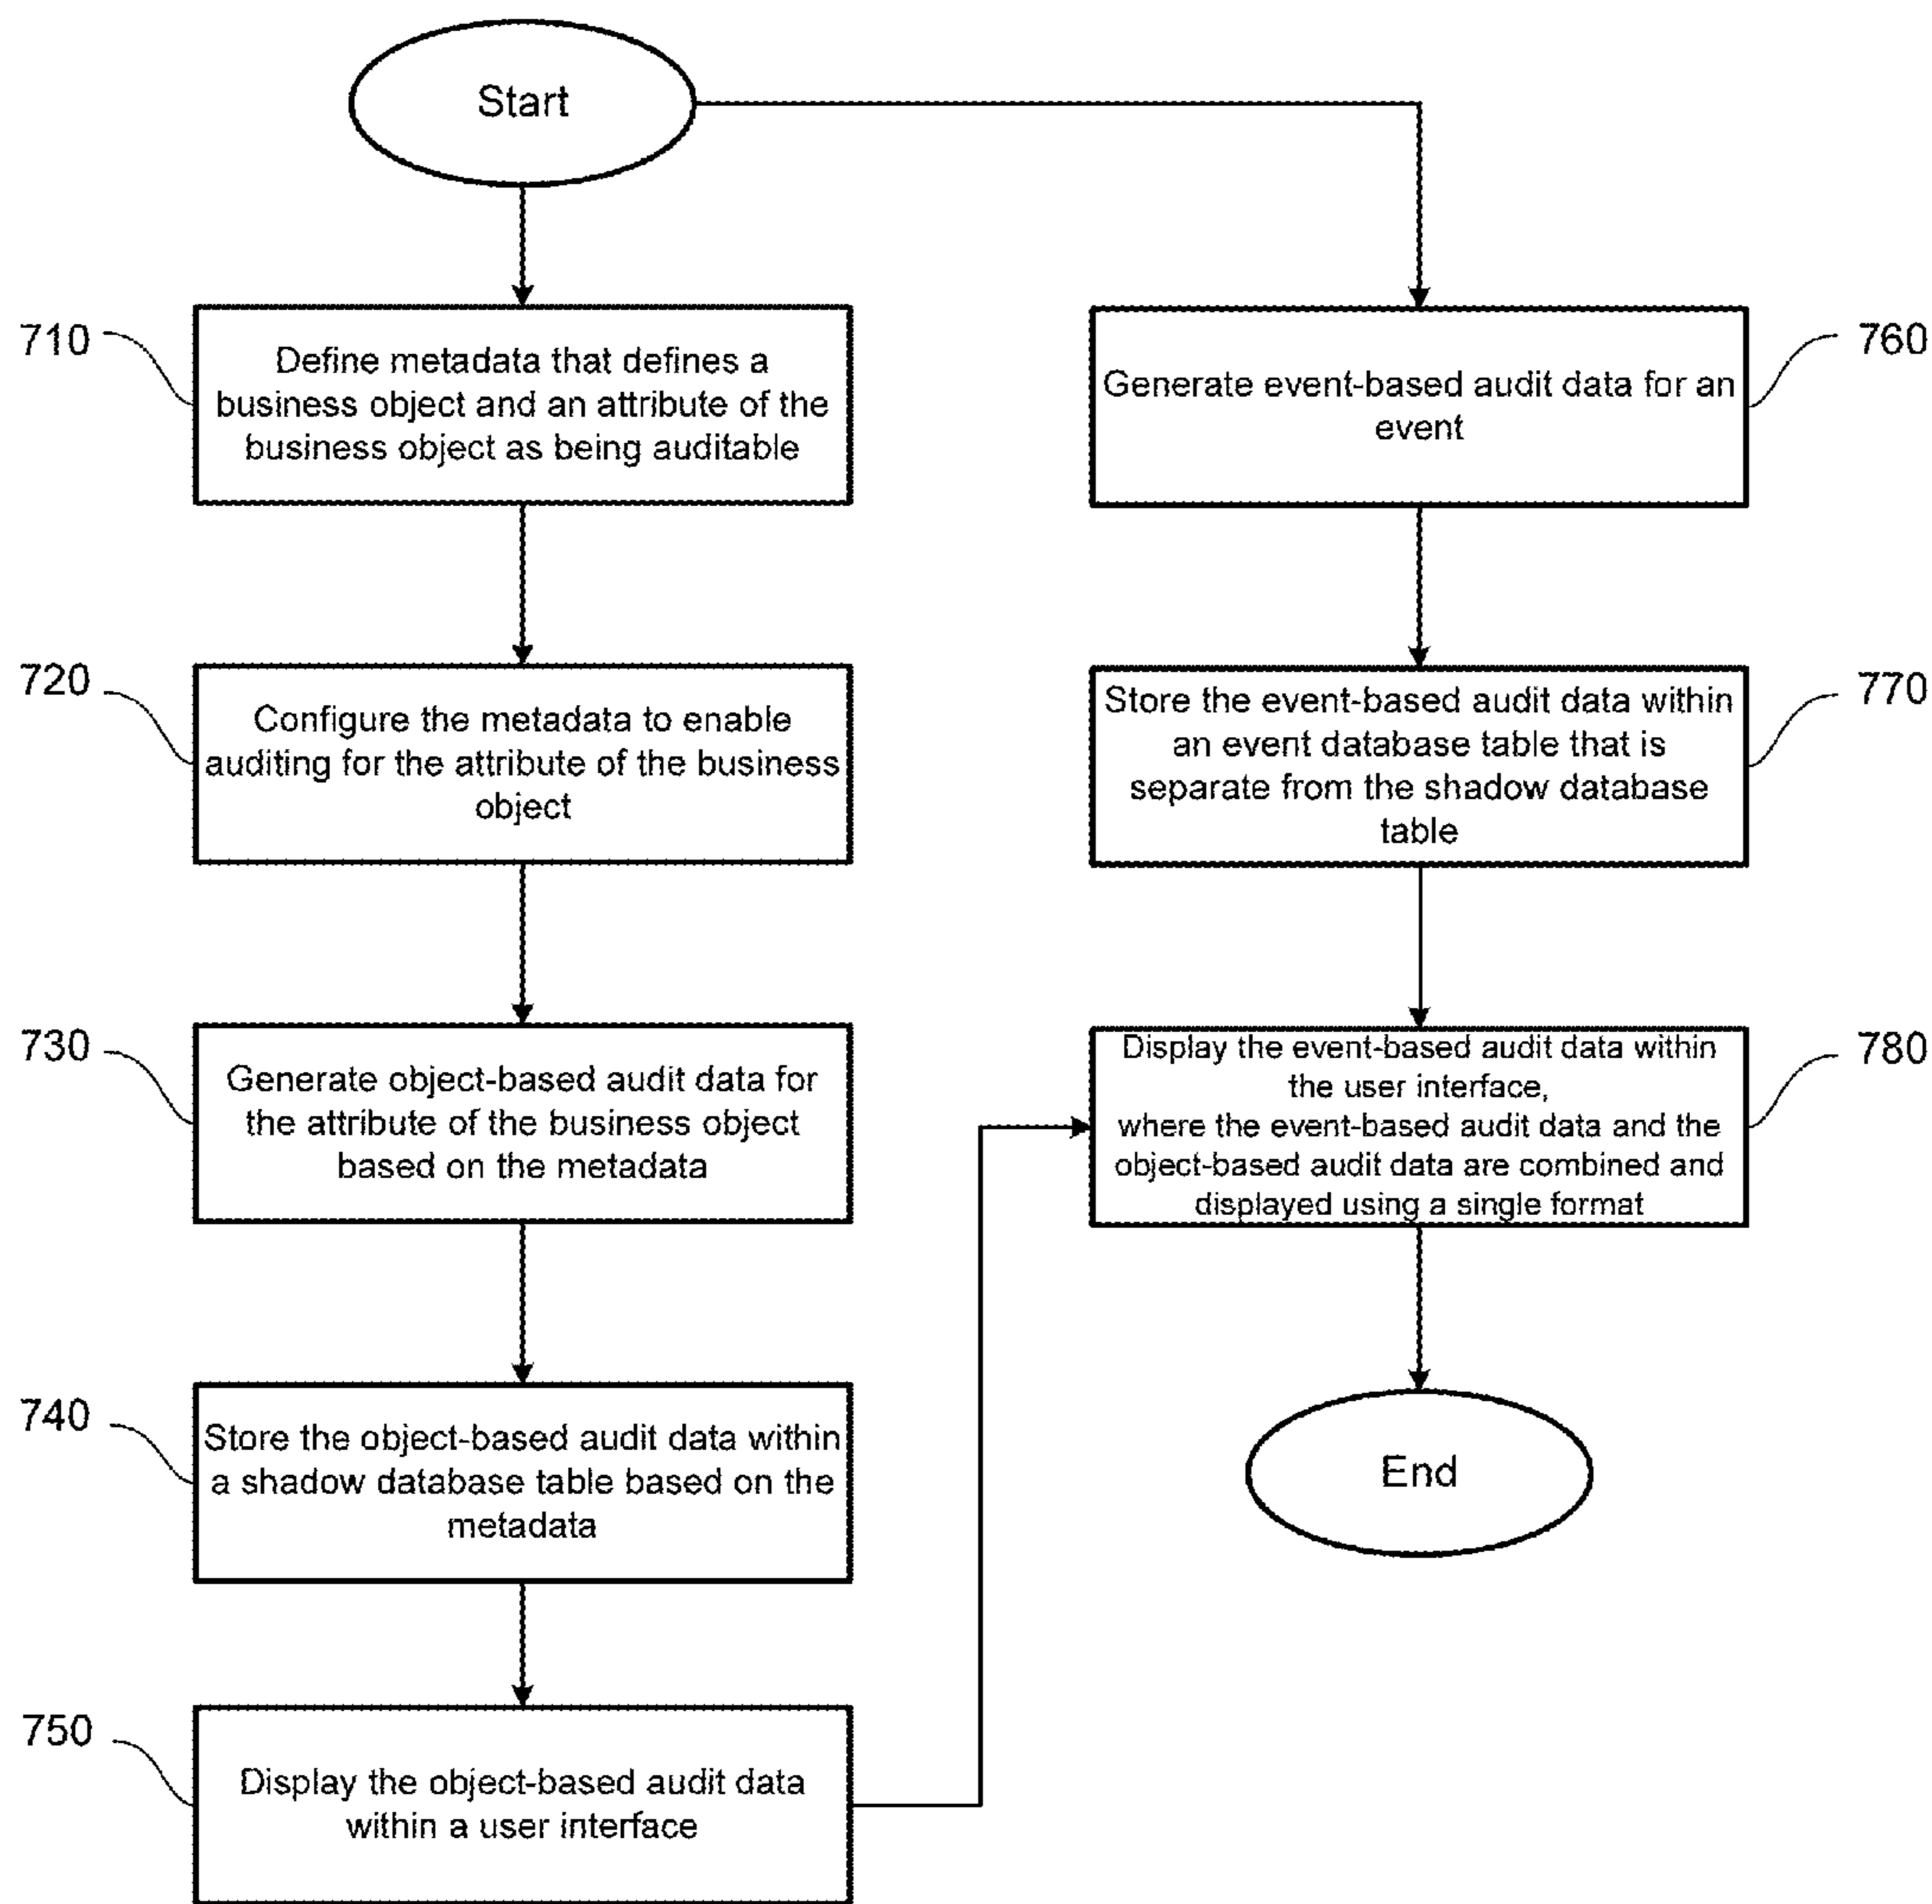 Start
710
Define metadata that defines a
business object and an attribute of the
business object as being auditable
720
Configure the metadata to enable
auditing for the attribute of the business
object
730
Generate object-based audit data for
the attribute of the business object
based on the metadata
740
Store the object-based audit data within
a shadow database table based on the
metadata
750
Display the object-based audit data
within a user interface
760
Generate event-based audit data for an
event
770
Store the event-based audit data within
an event database table that is
separate from the shadow database
table
780
Display the event-based audit data within
the user interface,
where the event-based audit data and the
object-based audit data are combined and
displayed using a single format
End